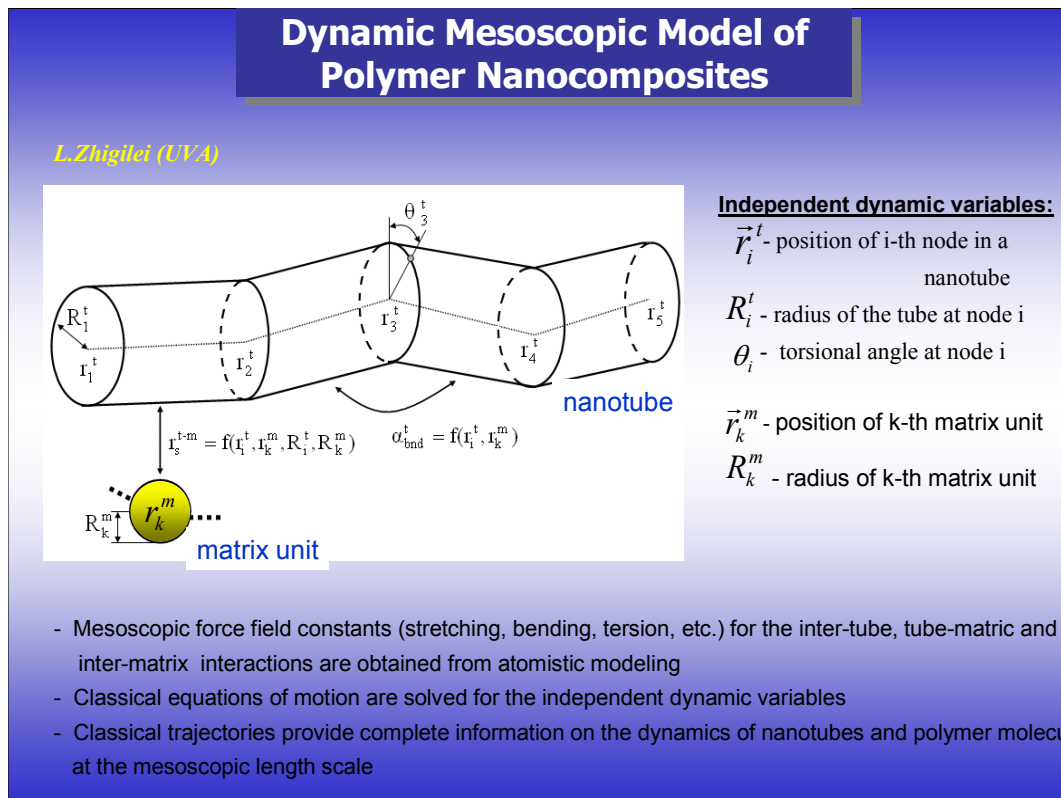 Dynamic Mesoscopic Model of
Polymer Nanocomposites
L.Zhigilei (UVA)
θ₃ᵗ
R₁ᵗ
r₁ᵗ
r₂ᵗ
r₃ᵗ
r₄ᵗ
r₅ᵗ
nanotube
rₛᵗ⁻ᵐ = f(rᵢᵗ, rₖᵐ, Rᵢᵗ, Rₖᵐ)
αᵗ_bnd = f(rᵢᵗ, rₖᵐ)
Rₖᵐ
rₖᵐ
matrix unit
Independent dynamic variables:
r⃗ᵢᵗ - position of i-th node in a
nanotube
Rᵢᵗ - radius of the tube at node i
θᵢ - torsional angle at node i
r⃗ₖᵐ - position of k-th matrix unit
Rₖᵐ - radius of k-th matrix unit
- Mesoscopic force field constants (stretching, bending, tersion, etc.) for the inter-tube, tube-matric and
inter-matrix interactions are obtained from atomistic modeling
- Classical equations of motion are solved for the independent dynamic variables
- Classical trajectories provide complete information on the dynamics of nanotubes and polymer molecu
at the mesoscopic length scale